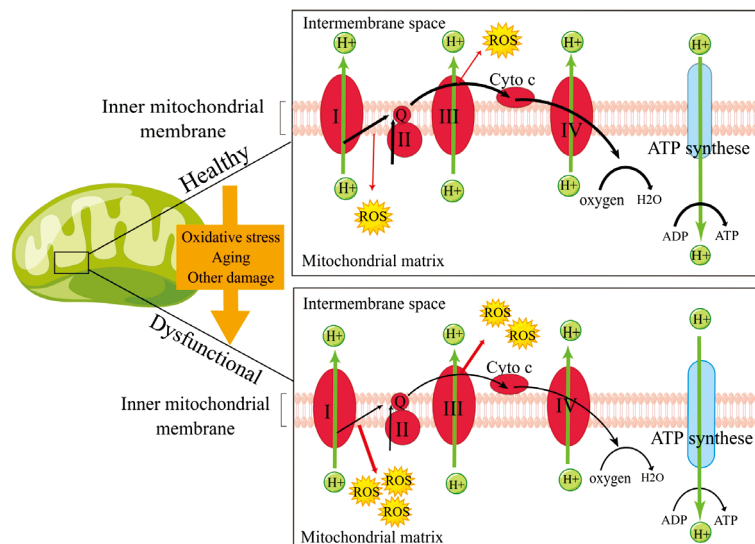 Intermembrane space
H+
H+
H+
H+
ROS
Cyto c
Inner mitochondrial
membrane
I
Q
II
III
IV
ATP synthese
H+
H+
H+
oxygen
H2O
ROS
ADP
ATP
H+
Mitochondrial matrix
Healthy
Oxidative stress
Aging
Other damage
Dysfunctional
Intermembrane space
ROS
ROS
H+
H+
H+
H+
Cyto c
Inner mitochondrial
membrane
I
Q
II
III
IV
ATP synthese
H+
H+
H+
oxygen
H2O
ROS
ROS
ROS
ADP
ATP
H+
Mitochondrial matrix